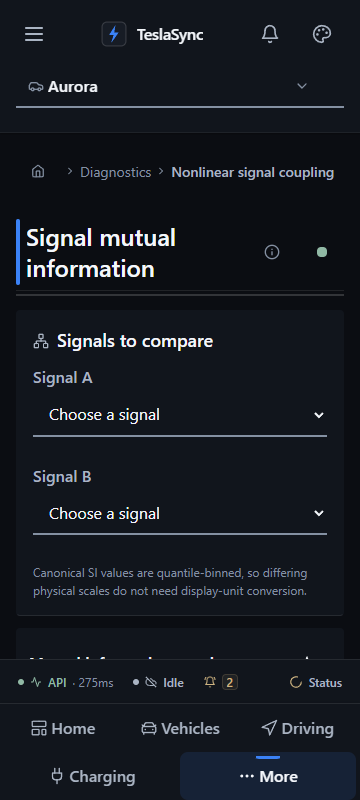 TeslaSync
Aurora
Diagnostics
Nonlinear signal coupling
Signal mutual
information
Signals to compare
Signal A
Choose a signal
Signal B
Choose a signal
Canonical SI values are quantile-binned, so differing
physical scales do not need display-unit conversion.
API · 275ms
Idle
2
Status
Home
Vehicles
Driving
Charging
More